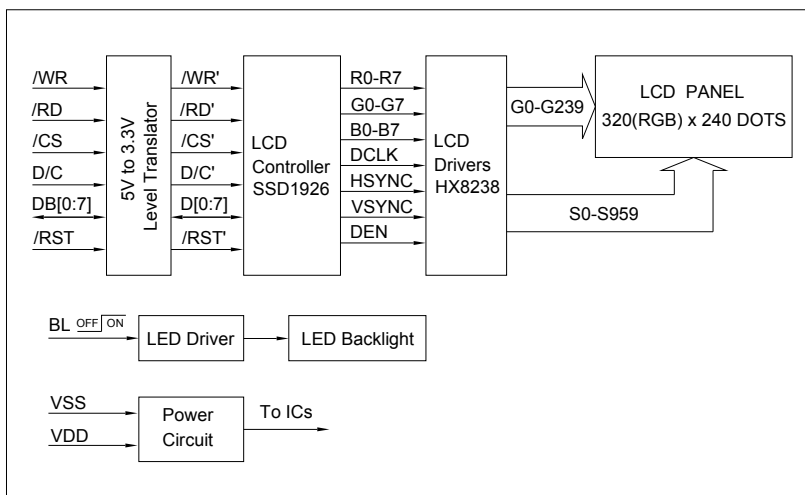 /WR
/RD
/CS
D/C
DB[0:7]
/RST
5V to 3.3V
Level Translator
/WR'
/RD'
/CS'
D/C'
D[0:7]
/RST'
LCD
Controller
SSD1926
R0-R7
G0-G7
B0-B7
DCLK
HSYNC
VSYNC
DEN
LCD
Drivers
HX8238
G0-G239
S0-S959
LCD PANEL
320(RGB) x 240 DOTS
BL OFF ON
LED Driver
LED Backlight
VSS
VDD
Power
Circuit
To ICs